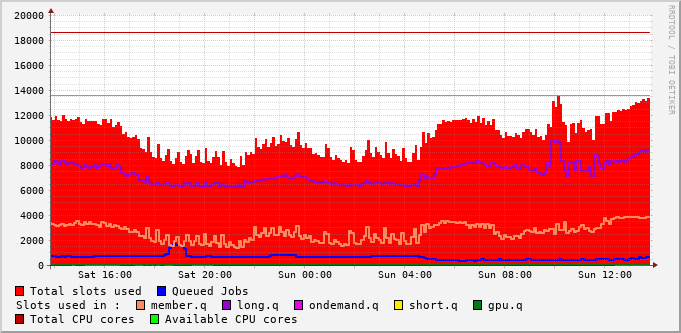 RRDTOOL / TOBI OETIKER
20000
18000
16000
14000
12000
10000
8000
6000
4000
2000
0
Sat 16:00 Sat 20:00 Sun 00:00 Sun 04:00 Sun 08:00 Sun 12:00
Total slots used Queued Jobs
Slots used in : member.q long.q ondemand.q short.q gpu.q
Total CPU cores Available CPU cores